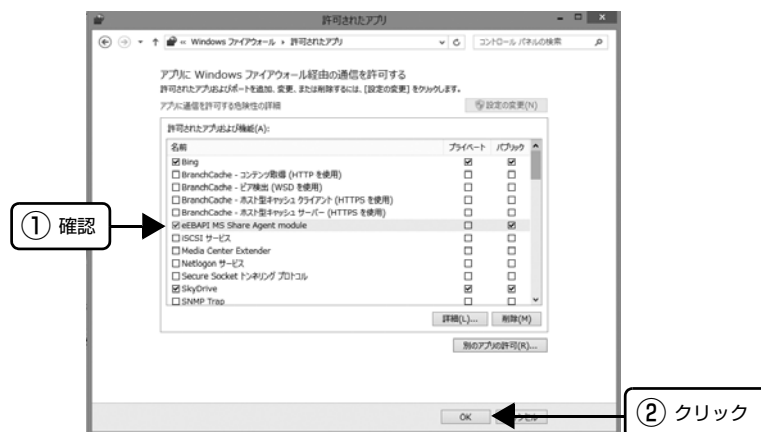 許可されたアプリ
« Windows ファイアウォール › 許可されたアプリ
コントロール パネルの検索
アプリに Windows ファイアウォール経由の通信を許可する
許可されたアプリおよびポートを追加、変更、または削除するには、[設定の変更] をクリックします。
アプリに通信を許可する危険性の詳細
設定の変更(N)
許可されたアプリおよび機能(A):
名前 プライベート パブリック
Bing
BranchCache - コンテンツ取得 (HTTP を使用)
BranchCache - ピア検出 (WSD を使用)
BranchCache - ホスト型キャッシュ クライアント (HTTPS を使用)
BranchCache - ホスト型キャッシュ サーバー (HTTPS を使用)
① 確認
eEBAPI MS Share Agent module
iSCSI サービス
Media Center Extender
Netlogon サービス
Secure Socket トンネリング プロトコル
SkyDrive
SNMP Trap
詳細(L)... 削除(M)
別のアプリの許可(R)...
OK
② クリック